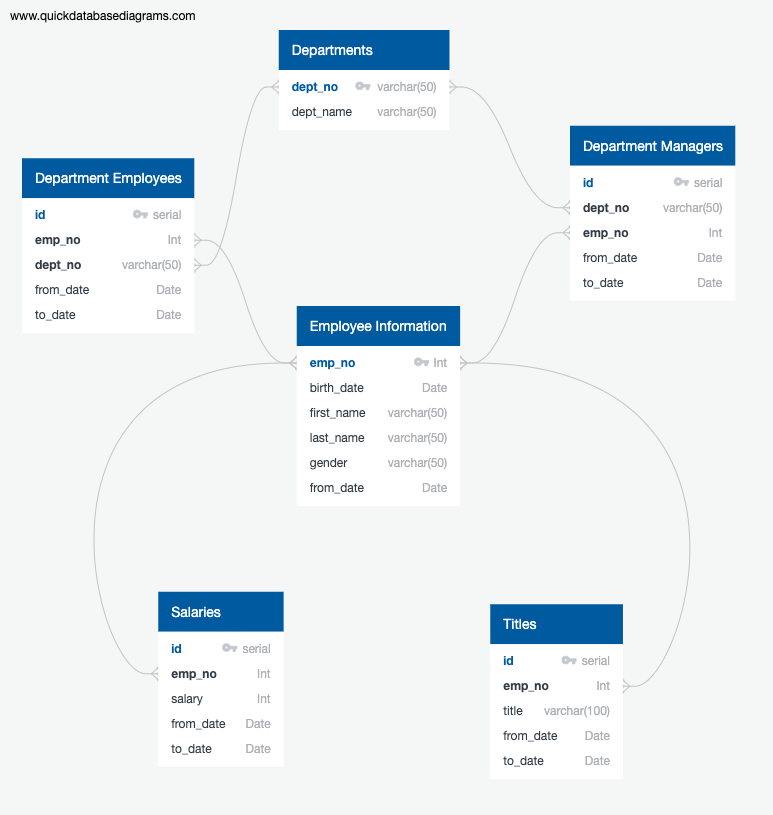 www.quickdatabasediagrams.com
Departments
dept_no varchar(50)
dept_name varchar(50)
Department Managers
id serial
dept_no varchar(50)
emp_no Int
from_date Date
to_date Date
Department Employees
id serial
emp_no Int
dept_no varchar(50)
from_date Date
to_date Date
Employee Information
emp_no Int
birth_date Date
first_name varchar(50)
last_name varchar(50)
gender varchar(50)
from_date Date
Salaries
id serial
emp_no Int
salary Int
from_date Date
to_date Date
Titles
id serial
emp_no Int
title varchar(100)
from_date Date
to_date Date